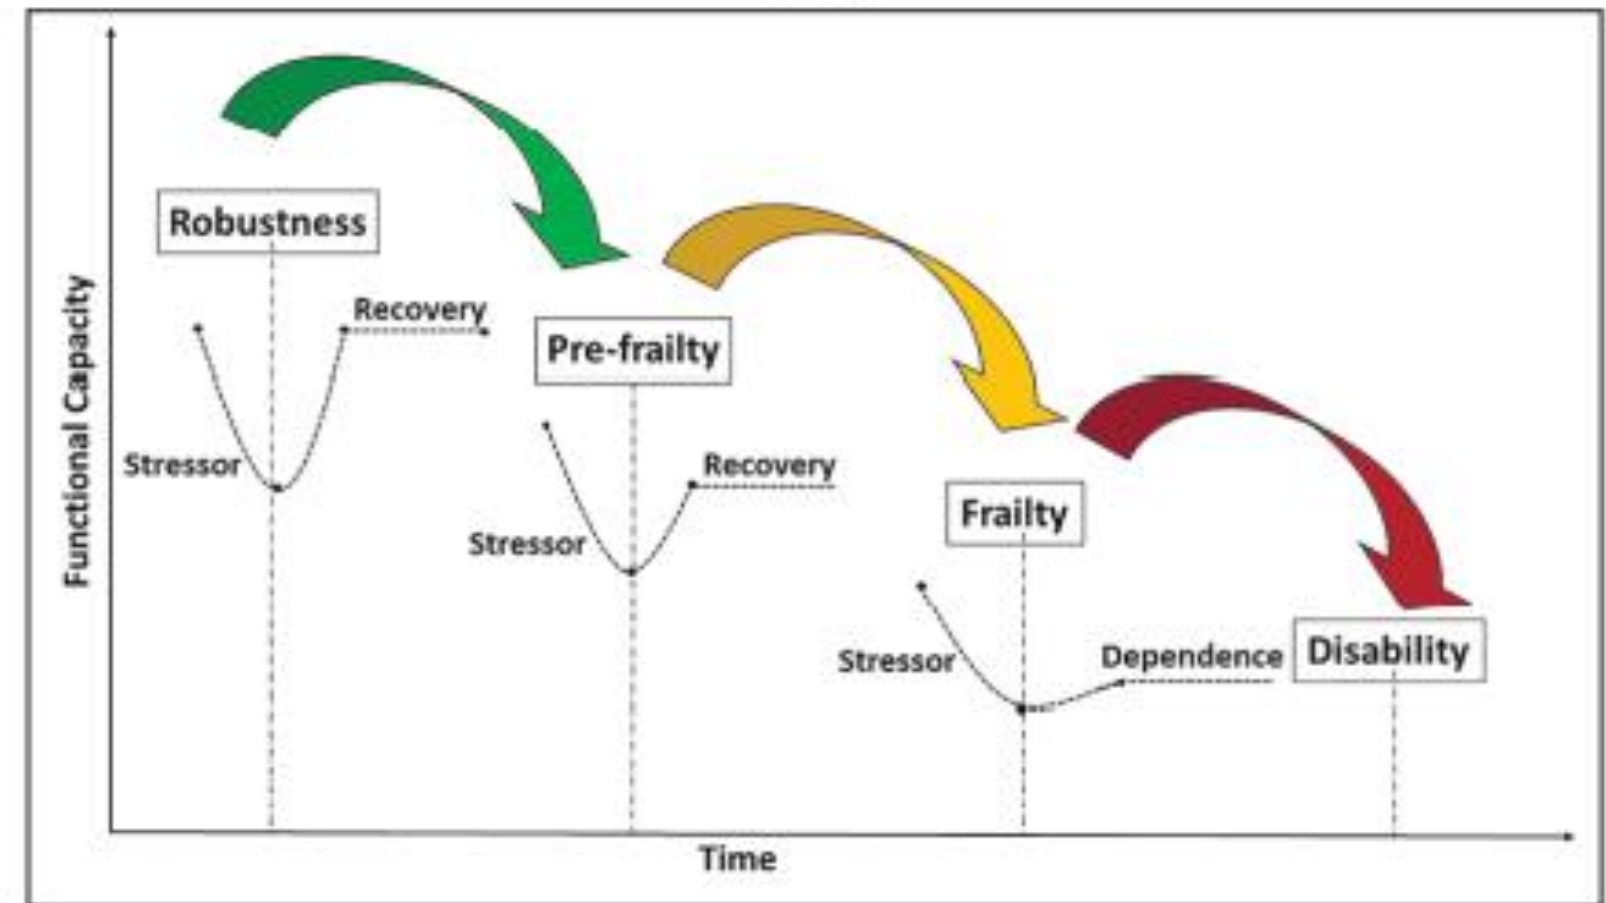 Robustness
Recovery
Stressor
Pre-frailty
Recovery
Stressor
Frailty
Stressor
Dependence
Disability
Functional Capacity
Time